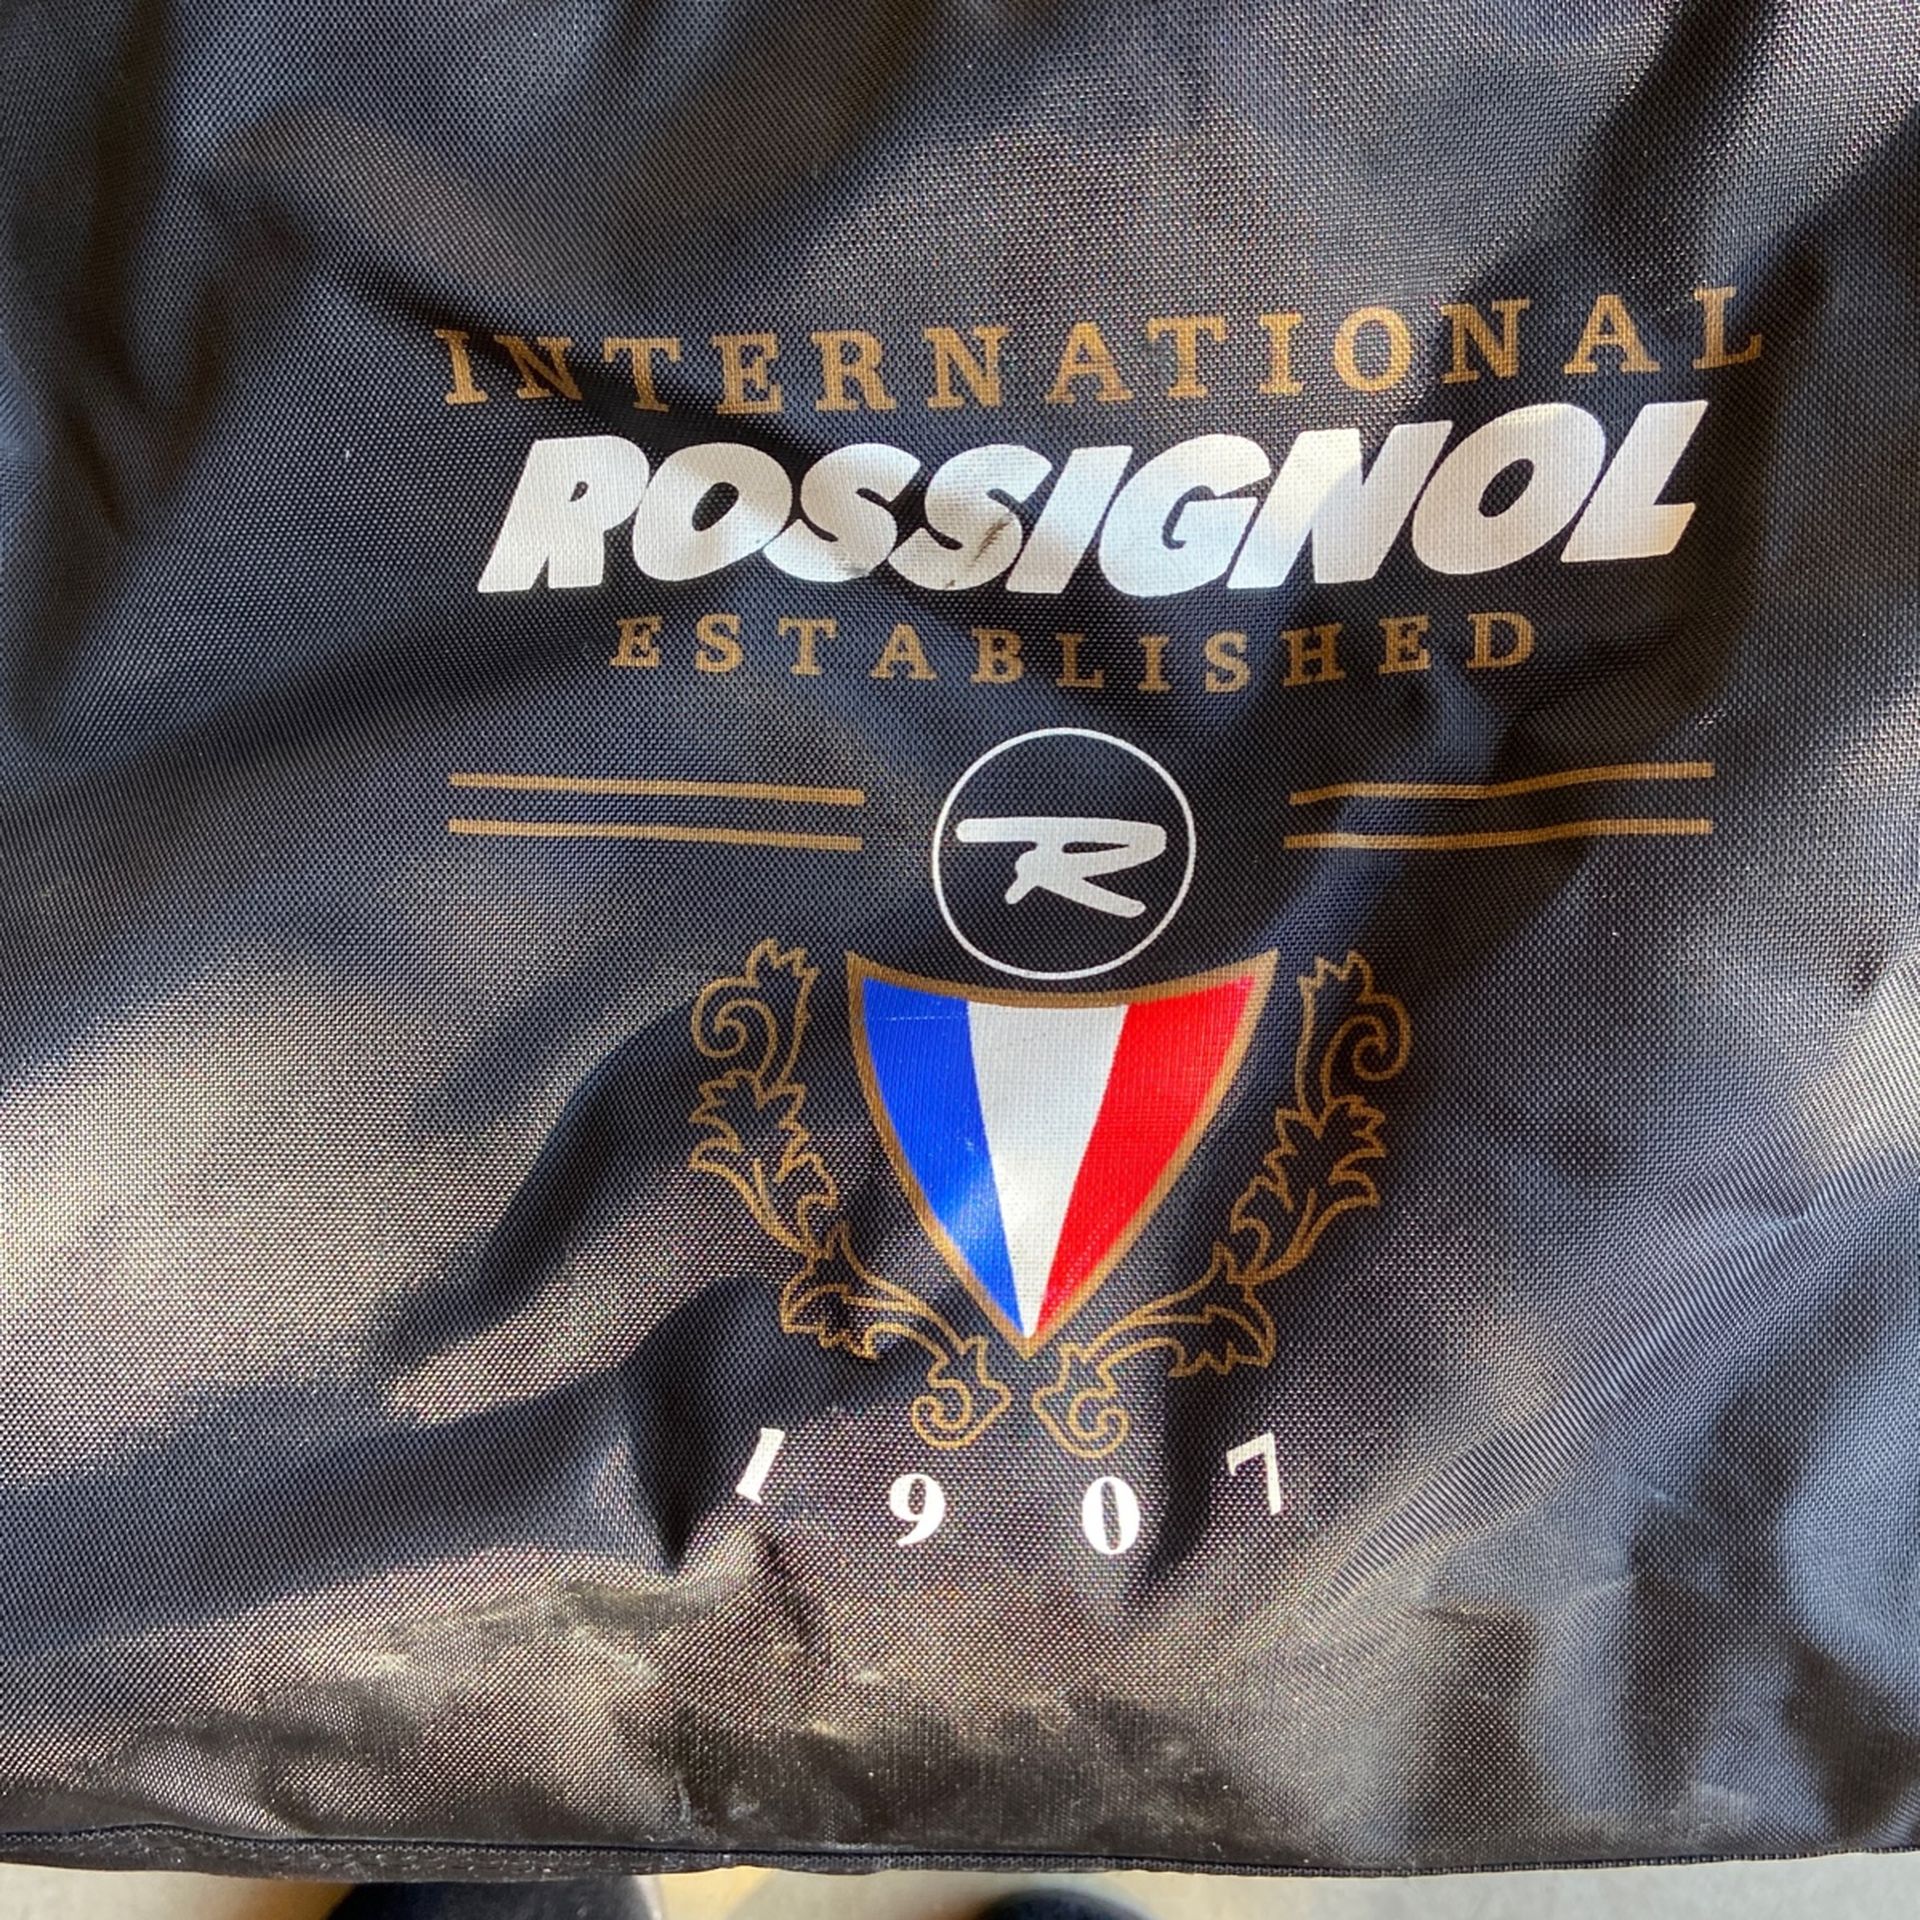 INTERNATIONAL
ROSSIGNOL
ESTABLISHED
R
1907